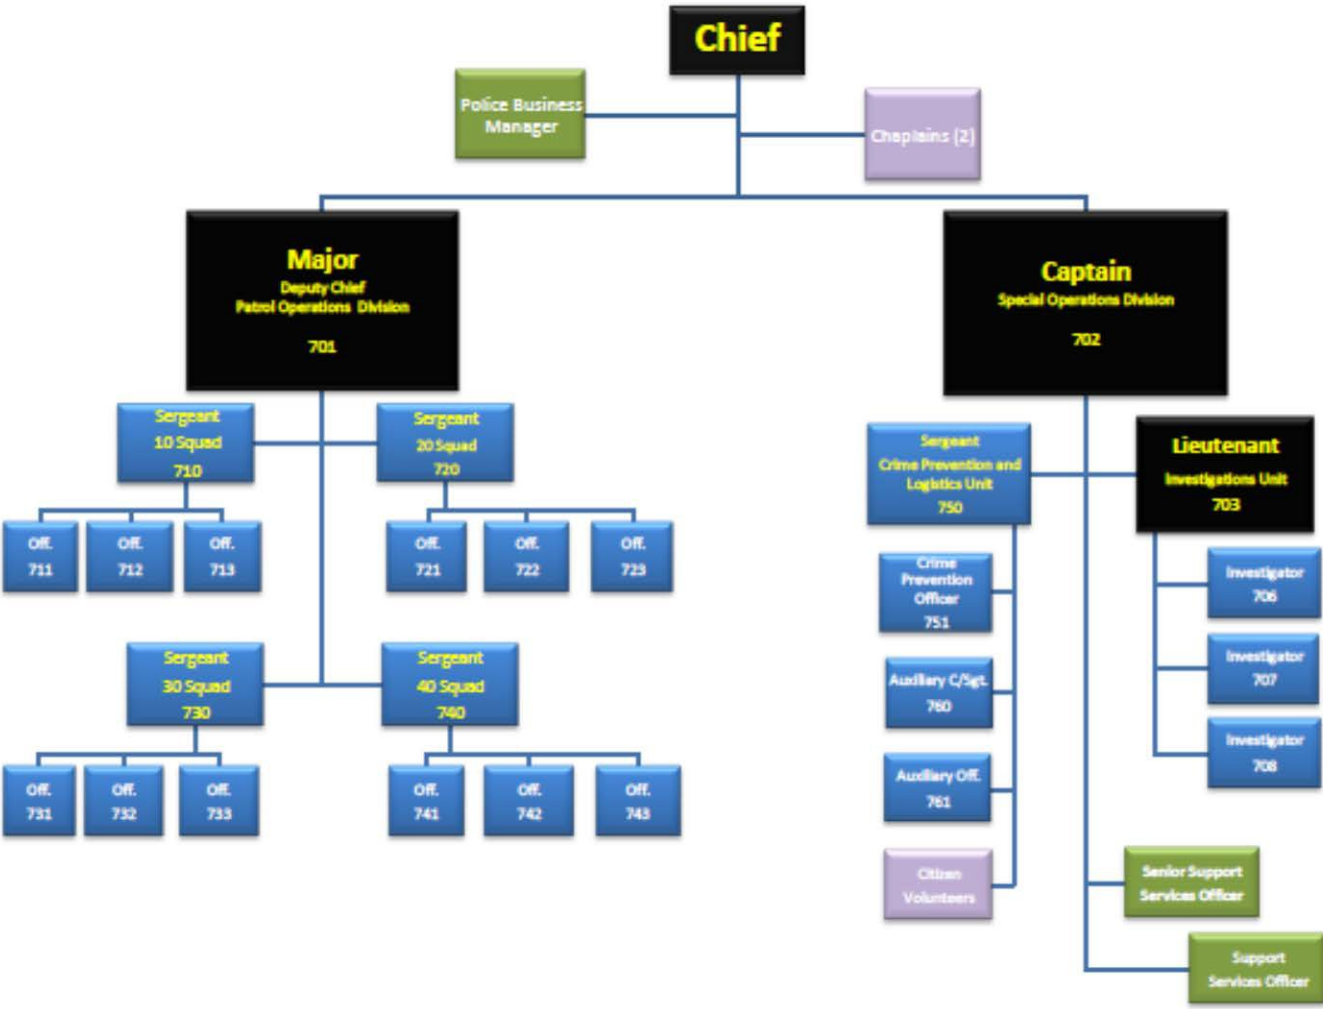 Chief
Police Business
Manager
Chaplains (2)
Major
Deputy Chief
Patrol Operations Division
701
Captain
Special Operations Division
702
Sergeant
10 Squad
710
Sergeant
20 Squad
720
Off.
711
Off.
712
Off.
713
Off.
721
Off.
722
Off.
723
Sergeant
30 Squad
730
Sergeant
40 Squad
740
Off.
731
Off.
732
Off.
733
Off.
741
Off.
742
Off.
743
Sergeant
Crime Prevention and
Logistics Unit
750
Lieutenant
Investigations Unit
703
Crime
Prevention
Officer
751
Auxiliary C/Sgt.
760
Auxiliary Off.
761
Citizen
Volunteers
Investigator
706
Investigator
707
Investigator
708
Senior Support
Services Officer
Support
Services Officer